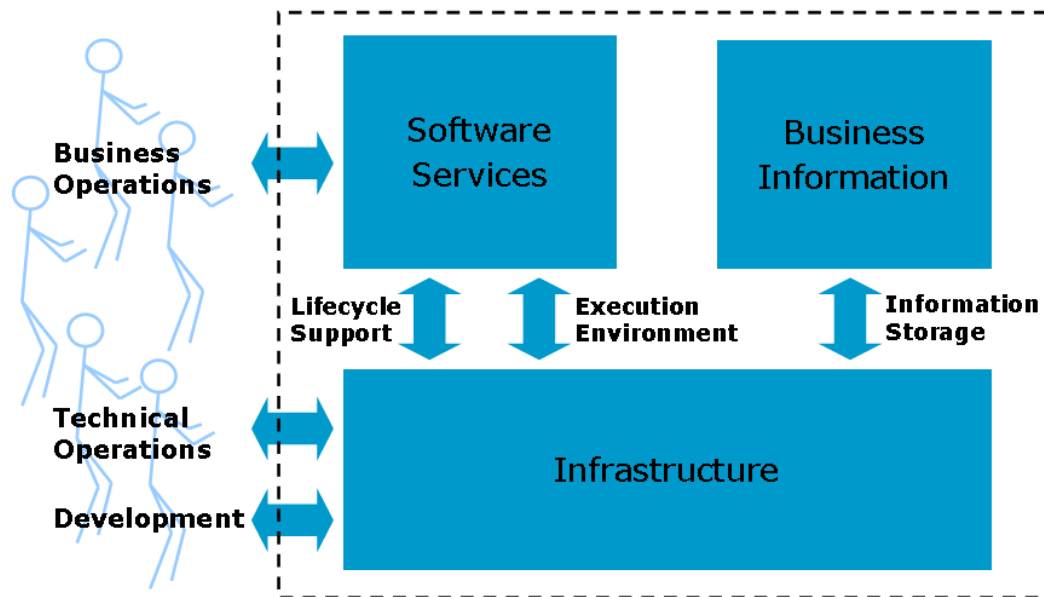 Software
Services
Business
Information
Business
Operations
Lifecycle
Support
Execution
Environment
Information
Storage
Technical
Operations
Infrastructure
Development